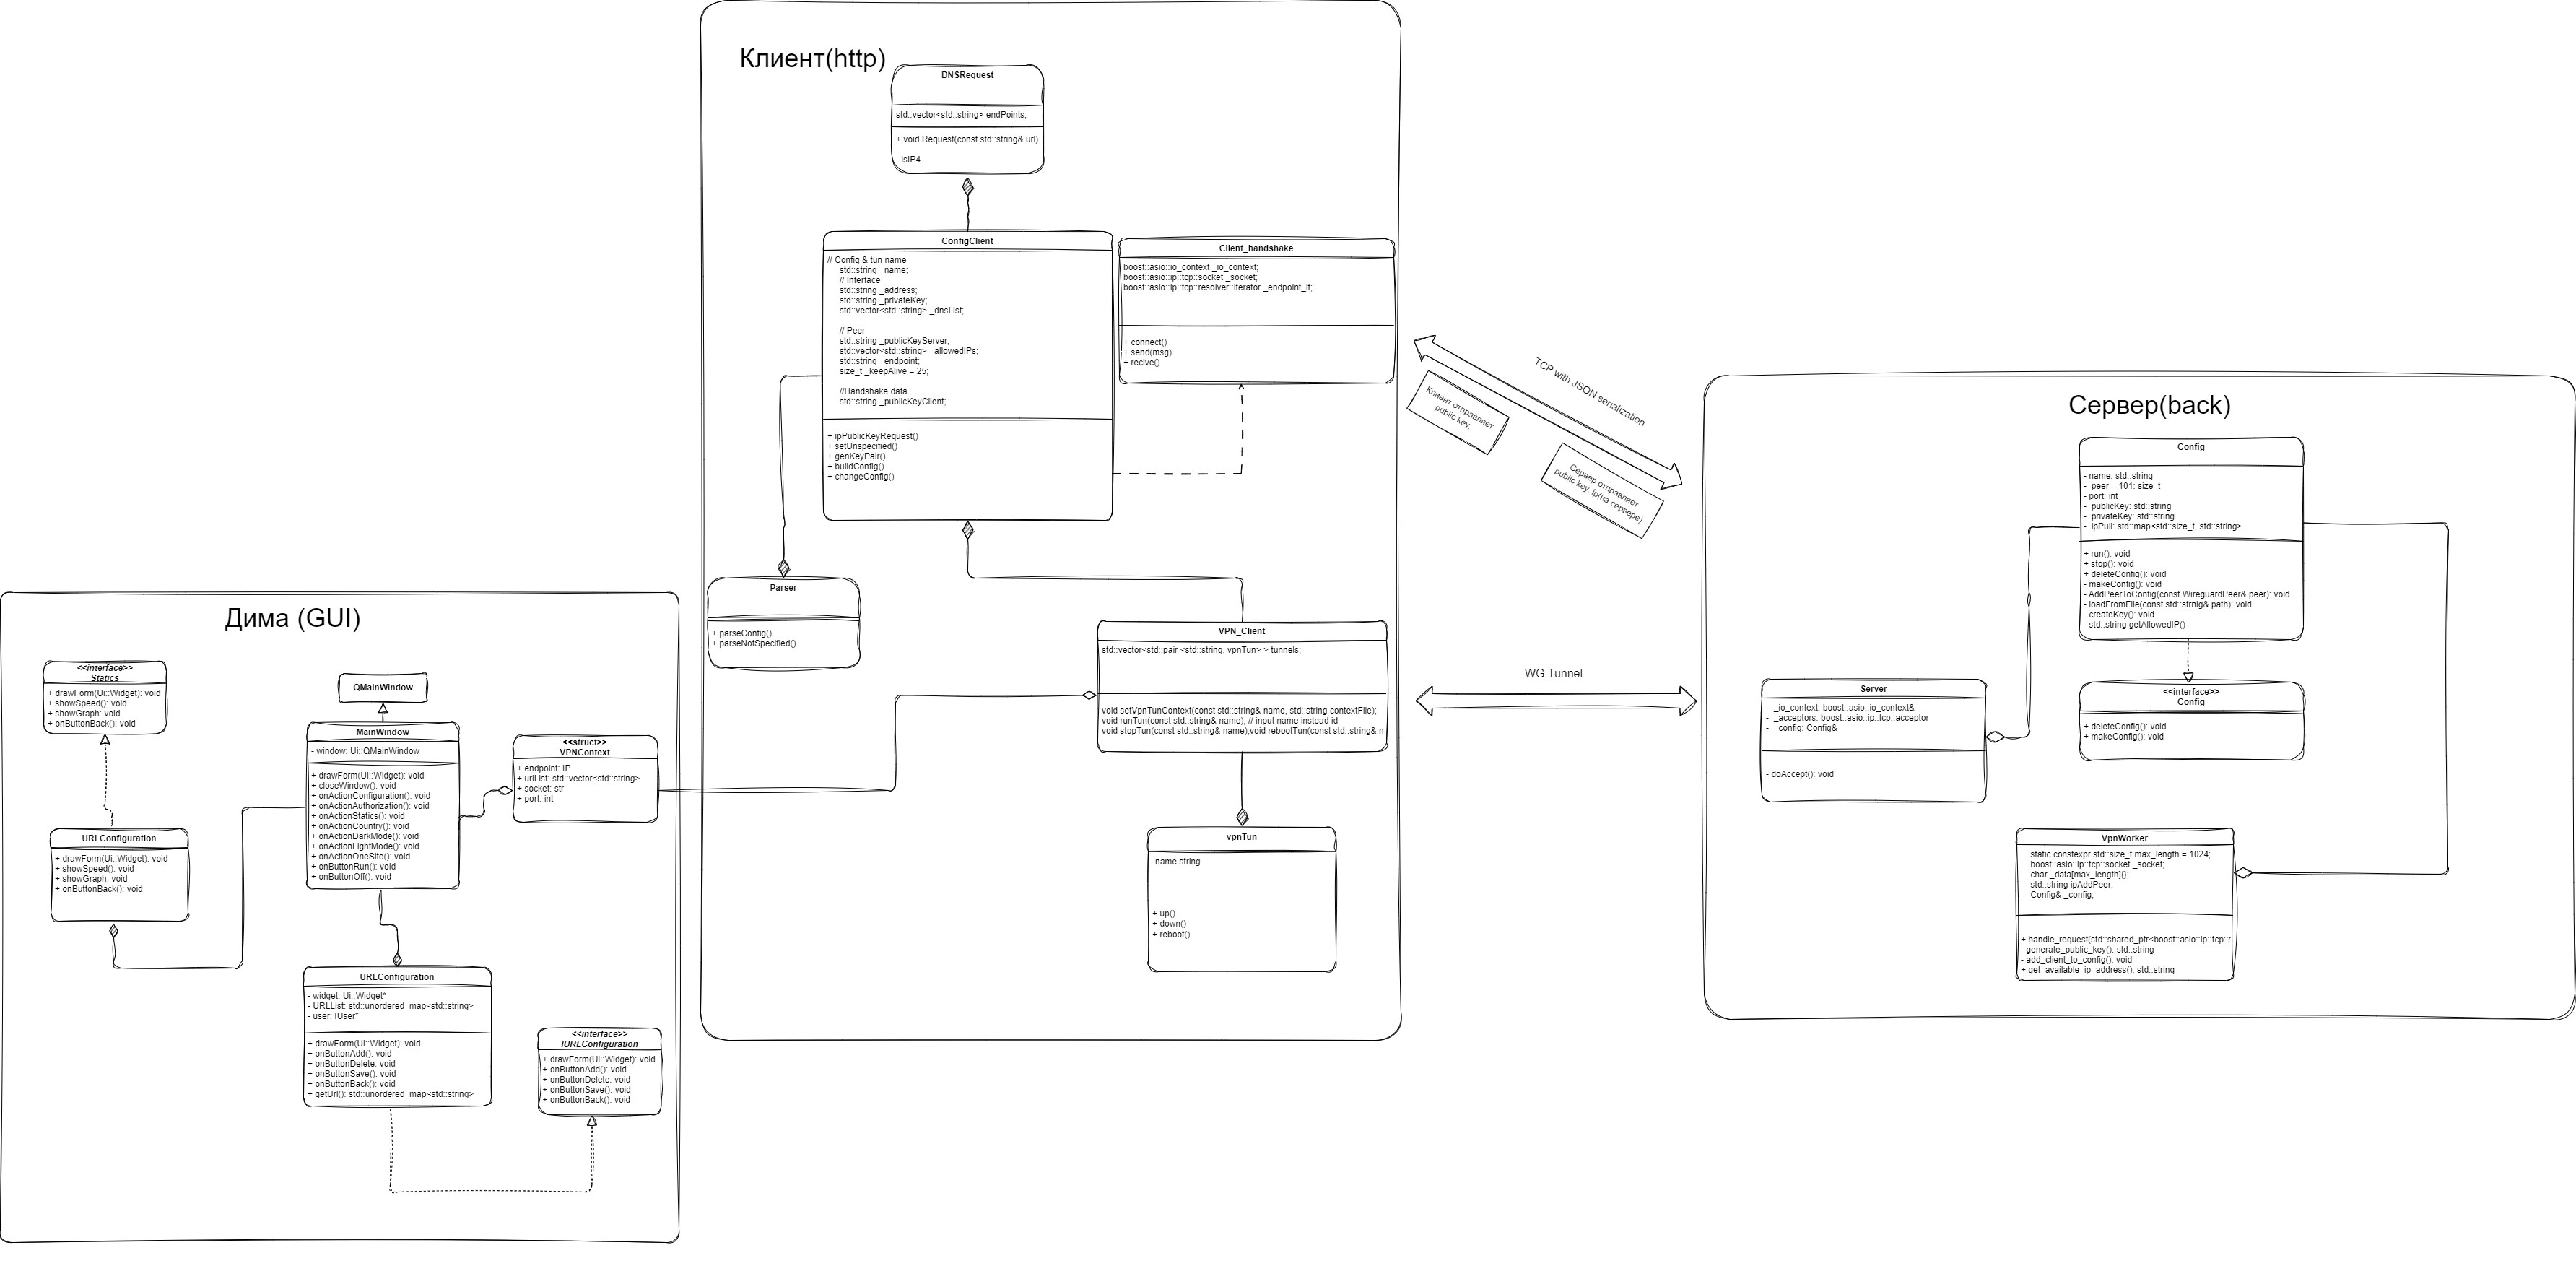 Клиент(http)
DNSRequest
std::vector<std::string> endPoints;
+ void Request(const std::string& url)
- isIP4
ConfigClient
// Config & tun name
std::string _name;
// Interface
std::string _address;
std::string _privateKey;
std::vector<std::string> _dnsList;
// Peer
std::string _publicKeyServer;
std::vector<std::string> _allowedIPs;
std::string _endpoint;
size_t _keepAlive = 25;
//Handshake data
std::string _publicKeyClient;
+ ipPublicKeyRequest()
+ setUnspecified()
+ genKeyPair()
+ buildConfig()
+ changeConfig()
Client_handshake
boost::asio::io_context _io_context;
boost::asio::ip::tcp::socket _socket;
boost::asio::ip::tcp::resolver::iterator _endpoint_it;
+ connect()
+ send(msg)
+ recive()
Parser
+ parseConfig()
+ parseNotSpecified()
VPN_Client
std::vector<std::pair <std::string, vpnTun> > tunnels;
void setVpnTunContext(const std::string& name, std::string contextFile);
void runTun(const std::string& name); // input name instead id
void stopTun(const std::string& name);void rebootTun(const std::string& n
vpnTun
-name string
+ up()
+ down()
+ reboot()
TCP with JSON serialization
Клиент отправляет
public key,
Сервер отправляет
public key, ip(на сервере)
WG Tunnel
Сервер(back)
Config
- name: std::string
- peer = 101: size_t
- port: int
- publicKey: std::string
- privateKey: std::string
- ipPull: std::map<std::size_t, std::string>
+ run(): void
+ stop(): void
+ deleteConfig(): void
- makeConfig(): void
- AddPeerToConfig(const WireguardPeer& peer): void
- loadFromFile(const std::strnig& path): void
- createKey(): void
- std::string getAllowedIP()
<<interface>>
Config
+ deleteConfig(): void
+ makeConfig(): void
Server
- _io_context: boost::asio::io_context&
- _acceptors: boost::asio::ip::tcp::acceptor
- _config: Config&
- doAccept(): void
VpnWorker
static constexpr std::size_t max_length = 1024;
boost::asio::ip::tcp::socket _socket;
char _data[max_length]{};
std::string ipAddPeer;
Config& _config;
+ handle_request(std::shared_ptr<boost::asio::ip::tcp::s
- generate_public_key(): std::string
- add_client_to_config(): void
+ get_available_ip_address(): std::string
Дима (GUI)
<<interface>>
Statics
+ drawForm(Ui::Widget): void
+ showSpeed(): void
+ showGraph: void
+ onButtonBack(): void
QMainWindow
MainWindow
- window: Ui::QMainWindow
+ drawForm(Ui::Widget): void
+ closeWindow(): void
+ onActionConfiguration(): void
+ onActionAuthorization(): void
+ onActionStatics(): void
+ onActionCountry(): void
+ onActionDarkMode(): void
+ onActionLightMode(): void
+ onActionOneSite(): void
+ onButtonRun(): void
+ onButtonOff(): void
<<struct>>
VPNContext
+ endpoint: IP
+ urlList: std::vector<std::string>
+ socket: str
+ port: int
URLConfiguration
+ drawForm(Ui::Widget): void
+ showSpeed(): void
+ showGraph: void
+ onButtonBack(): void
URLConfiguration
- widget: Ui::Widget*
- URLList: std::unordered_map<std::string>
- user: IUser*
+ drawForm(Ui::Widget): void
+ onButtonAdd(): void
+ onButtonDelete: void
+ onButtonSave(): void
+ onButtonBack(): void
+ getUrl(): std::unordered_map<std::string>
<<interface>>
IURLConfiguration
+ drawForm(Ui::Widget): void
+ onButtonAdd(): void
+ onButtonDelete: void
+ onButtonSave(): void
+ onButtonBack(): void